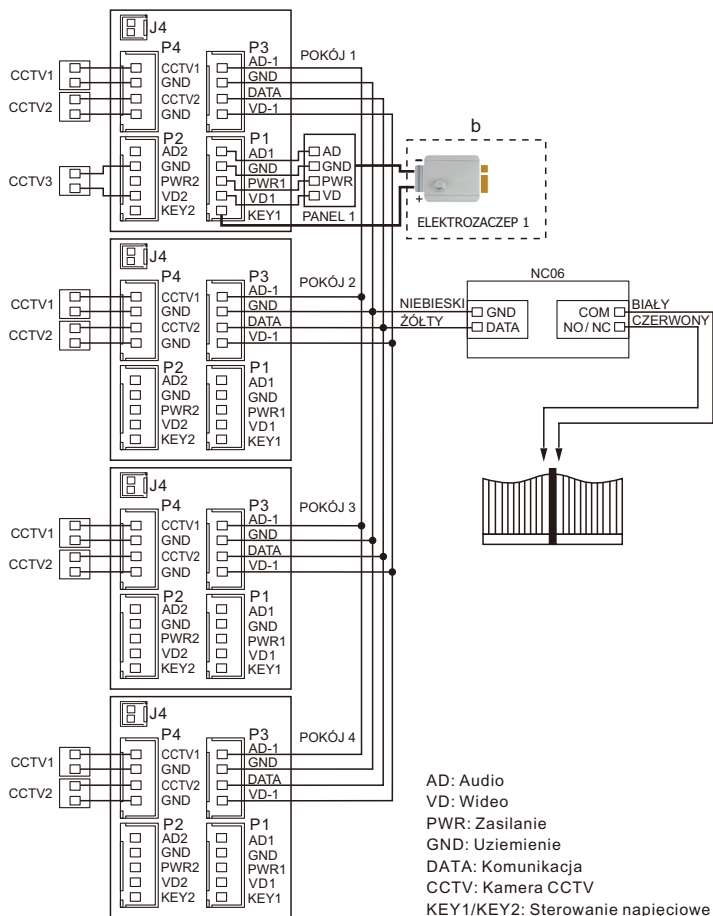 J4
P4
P3
CCTV1
CCTV1
AD-1
POKÓJ 1
GND
GND
CCTV2
CCTV2
DATA
GND
VD-1
P2
P1
b
AD2
AD1
AD
GND
GND
GND
CCTV3
PWR2
PWR1
PWR
VD2
VD1
VD
KEY2
KEY1
PANEL 1
-
+
ELEKTROZACZEP 1
J4
P4
P3
CCTV1
CCTV1
AD-1
POKÓJ 2
GND
GND
CCTV2
CCTV2
DATA
GND
VD-1
P2
P1
AD2
AD1
GND
GND
PWR2
PWR1
VD2
VD1
KEY2
KEY1
NC06
NIEBIESKI
GND
COM
BIAŁY
ŻÓŁTY
DATA
NO/ NC
CZERWONY
J4
P4
P3
CCTV1
CCTV1
AD-1
POKÓJ 3
GND
GND
CCTV2
CCTV2
DATA
GND
VD-1
P2
P1
AD2
AD1
GND
GND
PWR2
PWR1
VD2
VD1
KEY2
KEY1
J4
P4
P3
CCTV1
CCTV1
AD-1
POKÓJ 4
GND
GND
CCTV2
CCTV2
DATA
GND
VD-1
P2
P1
AD2
AD1
GND
GND
PWR2
PWR1
VD2
VD1
KEY2
KEY1
AD: Audio
VD: Wideo
PWR: Zasilanie
GND: Uziemienie
DATA: Komunikacja
CCTV: Kamera CCTV
KEY1/KEY2: Sterowanie napięciowe